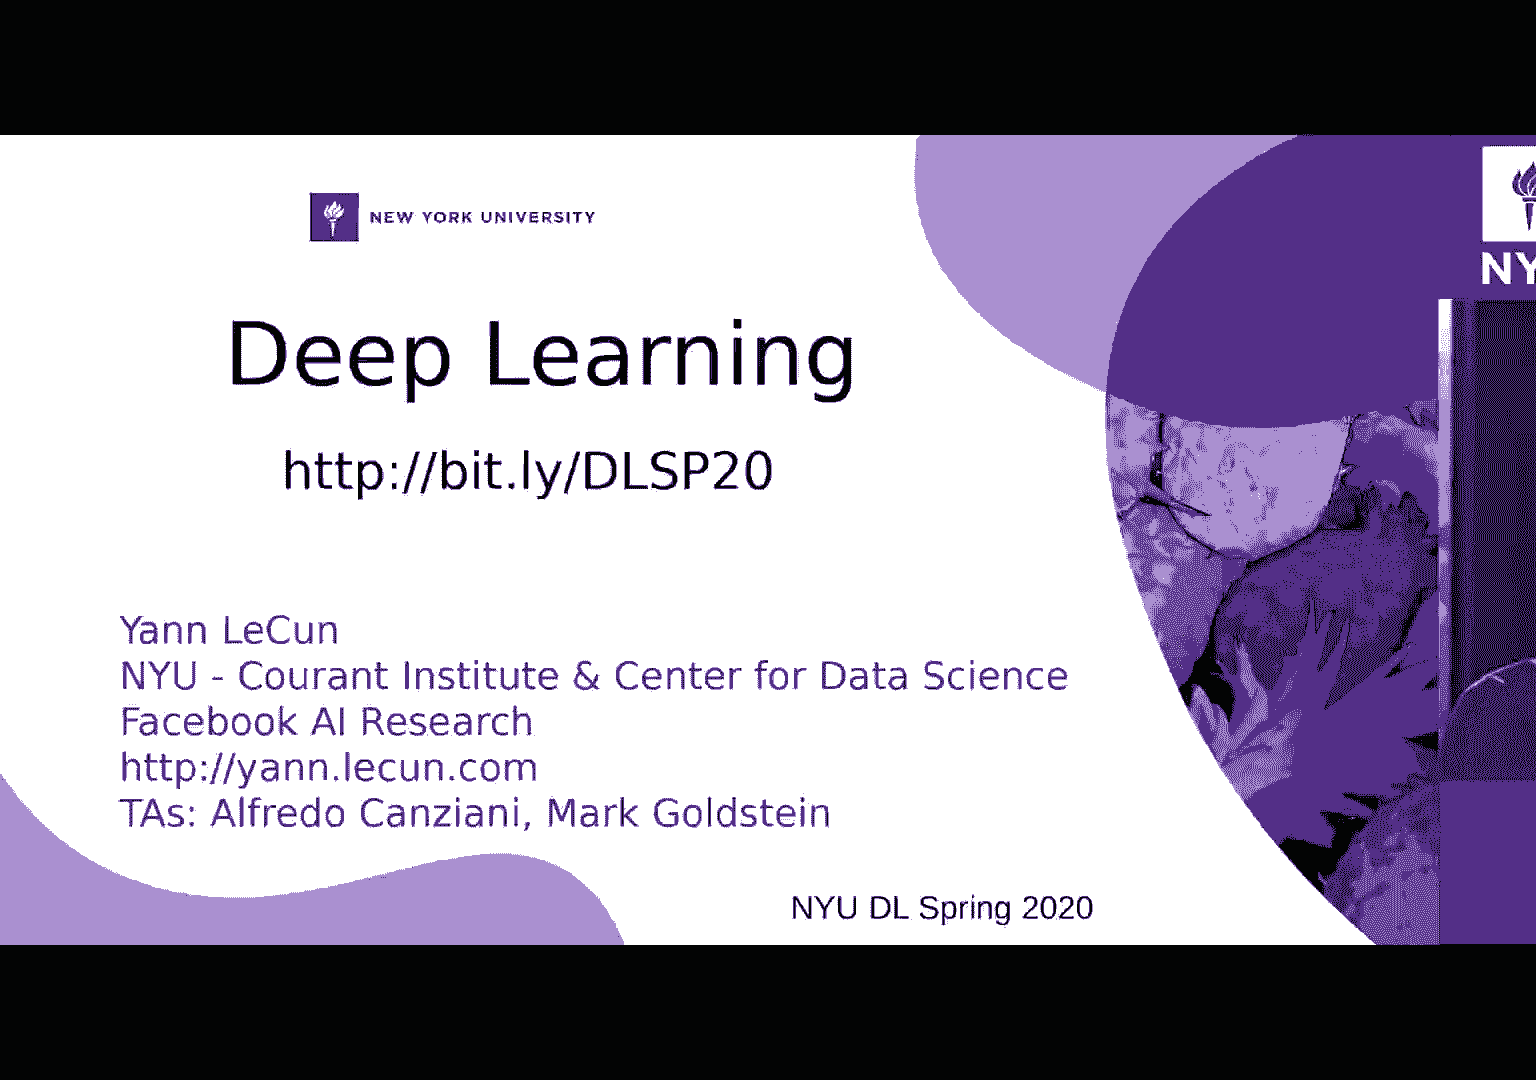 NEW YORK UNIVERSITY
Deep Learning
http://bit.ly/DLSP20
Yann LeCun
NYU - Courant Institute & Center for Data Science
Facebook AI Research
http://yann.lecun.com
TAs: Alfredo Canziani, Mark Goldstein
NYU DL Spring 2020
NY